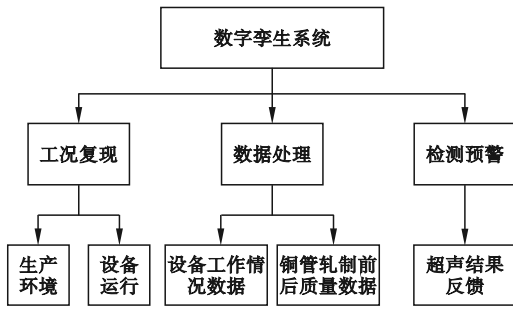 数字孪生系统
工况复现
数据处理
检测预警
生产
环境
设备
运行
设备工作情
况数据
铜管轧制前
后质量数据
超声结果
反馈